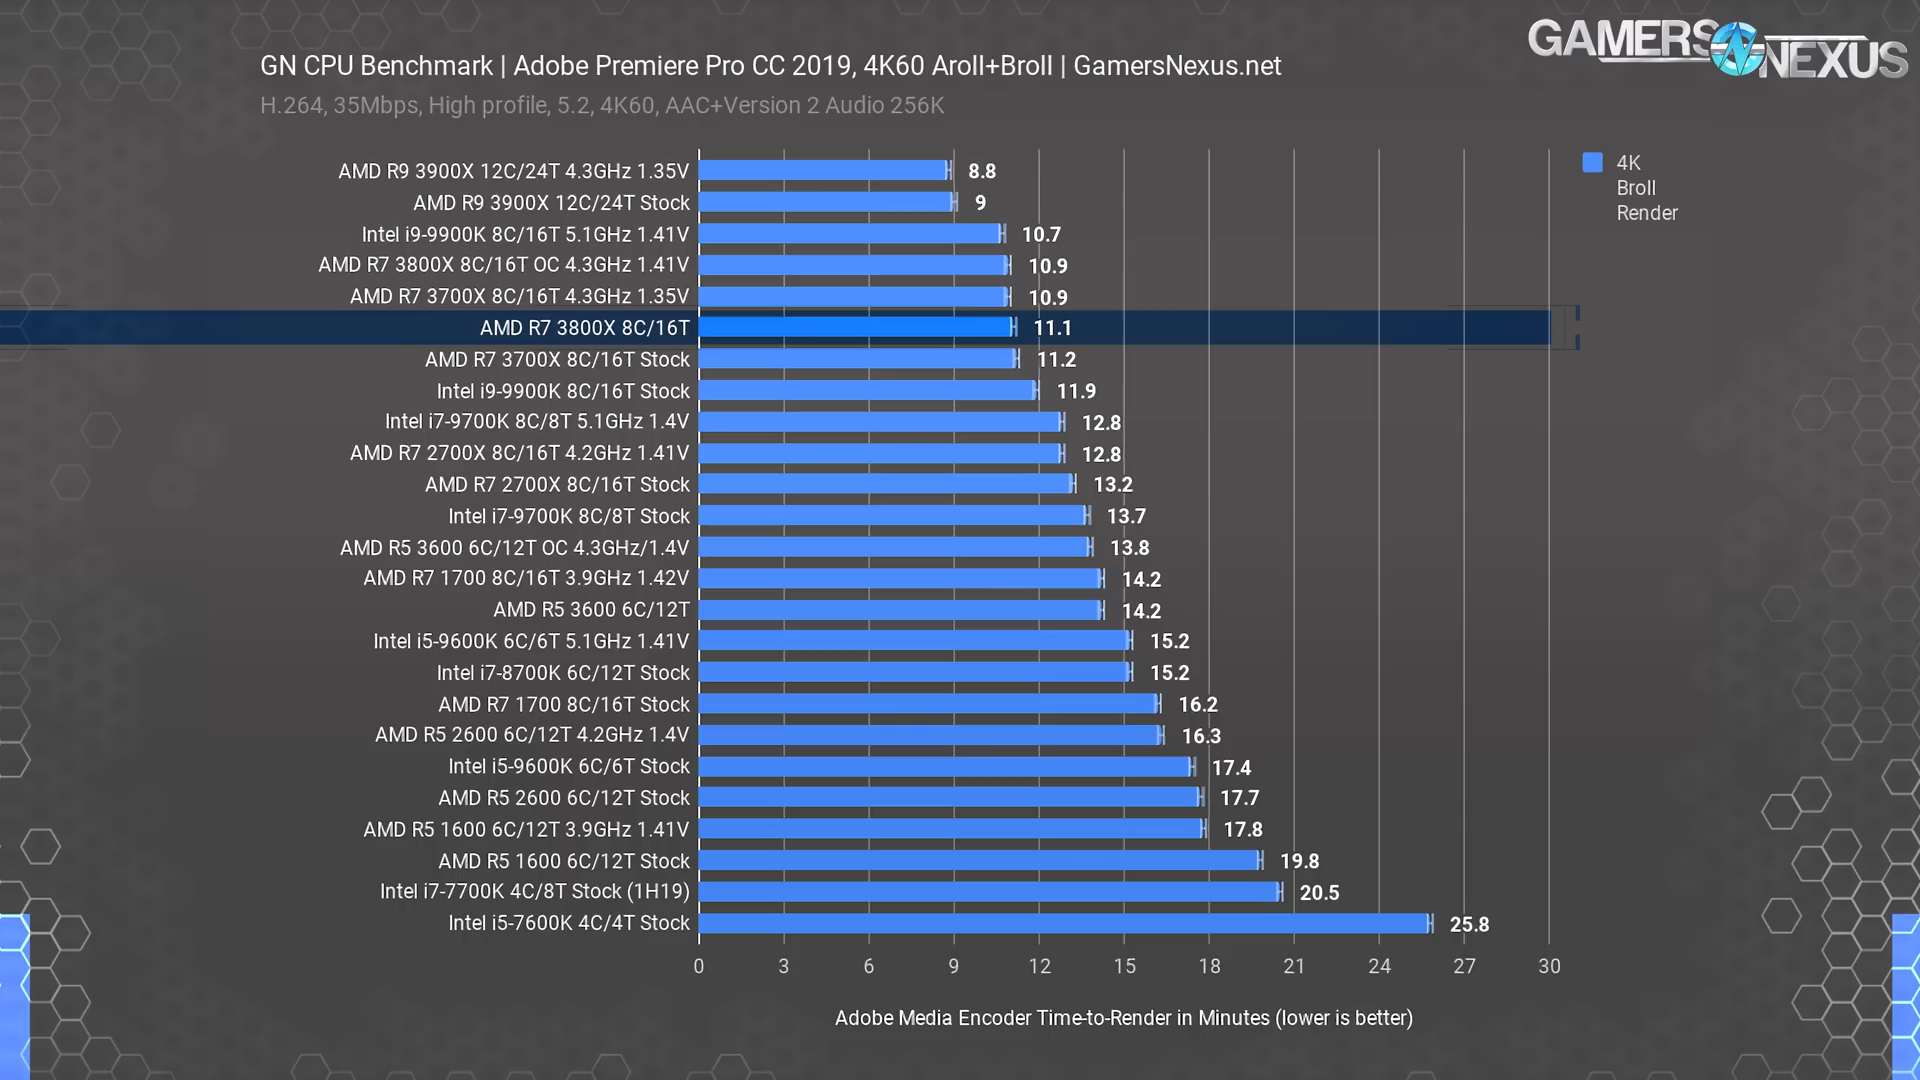 GAMERS NEXUS
GN CPU Benchmark | Adobe Premiere Pro CC 2019, 4K60 Aroll+Broll | GamersNexus.net
H.264, 35Mbps, High profile, 5.2, 4K60, AAC+Version 2 Audio 256K
4K
Broll
Render
AMD R9 3900X 12C/24T 4.3GHz 1.35V 8.8
AMD R9 3900X 12C/24T Stock 9
Intel i9-9900K 8C/16T 5.1GHz 1.41V 10.7
AMD R7 3800X 8C/16T OC 4.3GHz 1.41V 10.9
AMD R7 3700X 8C/16T 4.3GHz 1.35V 10.9
AMD R7 3800X 8C/16T 11.1
AMD R7 3700X 8C/16T Stock 11.2
Intel i9-9900K 8C/16T Stock 11.9
Intel i7-9700K 8C/8T 5.1GHz 1.4V 12.8
AMD R7 2700X 8C/16T 4.2GHz 1.41V 12.8
AMD R7 2700X 8C/16T Stock 13.2
Intel i7-9700K 8C/8T Stock 13.7
AMD R5 3600 6C/12T OC 4.3GHz/1.4V 13.8
AMD R7 1700 8C/16T 3.9GHz 1.42V 14.2
AMD R5 3600 6C/12T 14.2
Intel i5-9600K 6C/6T 5.1GHz 1.41V 15.2
Intel i7-8700K 6C/12T Stock 15.2
AMD R7 1700 8C/16T Stock 16.2
AMD R5 2600 6C/12T 4.2GHz 1.4V 16.3
Intel i5-9600K 6C/6T Stock 17.4
AMD R5 2600 6C/12T Stock 17.7
AMD R5 1600 6C/12T 3.9GHz 1.41V 17.8
AMD R5 1600 6C/12T Stock 19.8
Intel i7-7700K 4C/8T Stock (1H19) 20.5
Intel i5-7600K 4C/4T Stock 25.8
0 3 6 9 12 15 18 21 24 27 30
Adobe Media Encoder Time-to-Render in Minutes (lower is better)